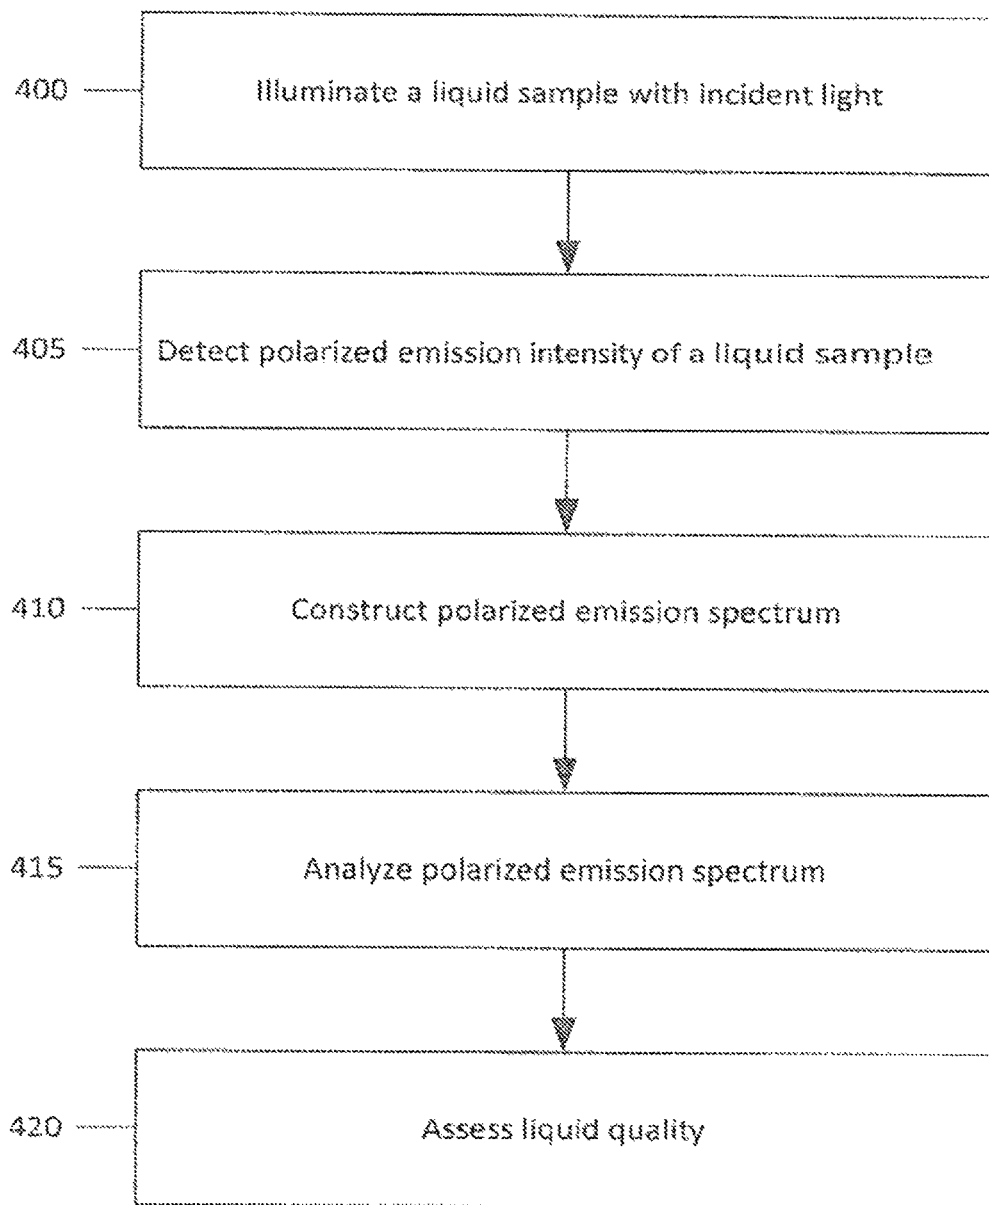 400 Illuminate a liquid sample with incident light
405 Detect polarized emission intensity of a liquid sample
410 Construct polarized emission spectrum
415 Analyze polarized emission spectrum
420 Assess liquid quality